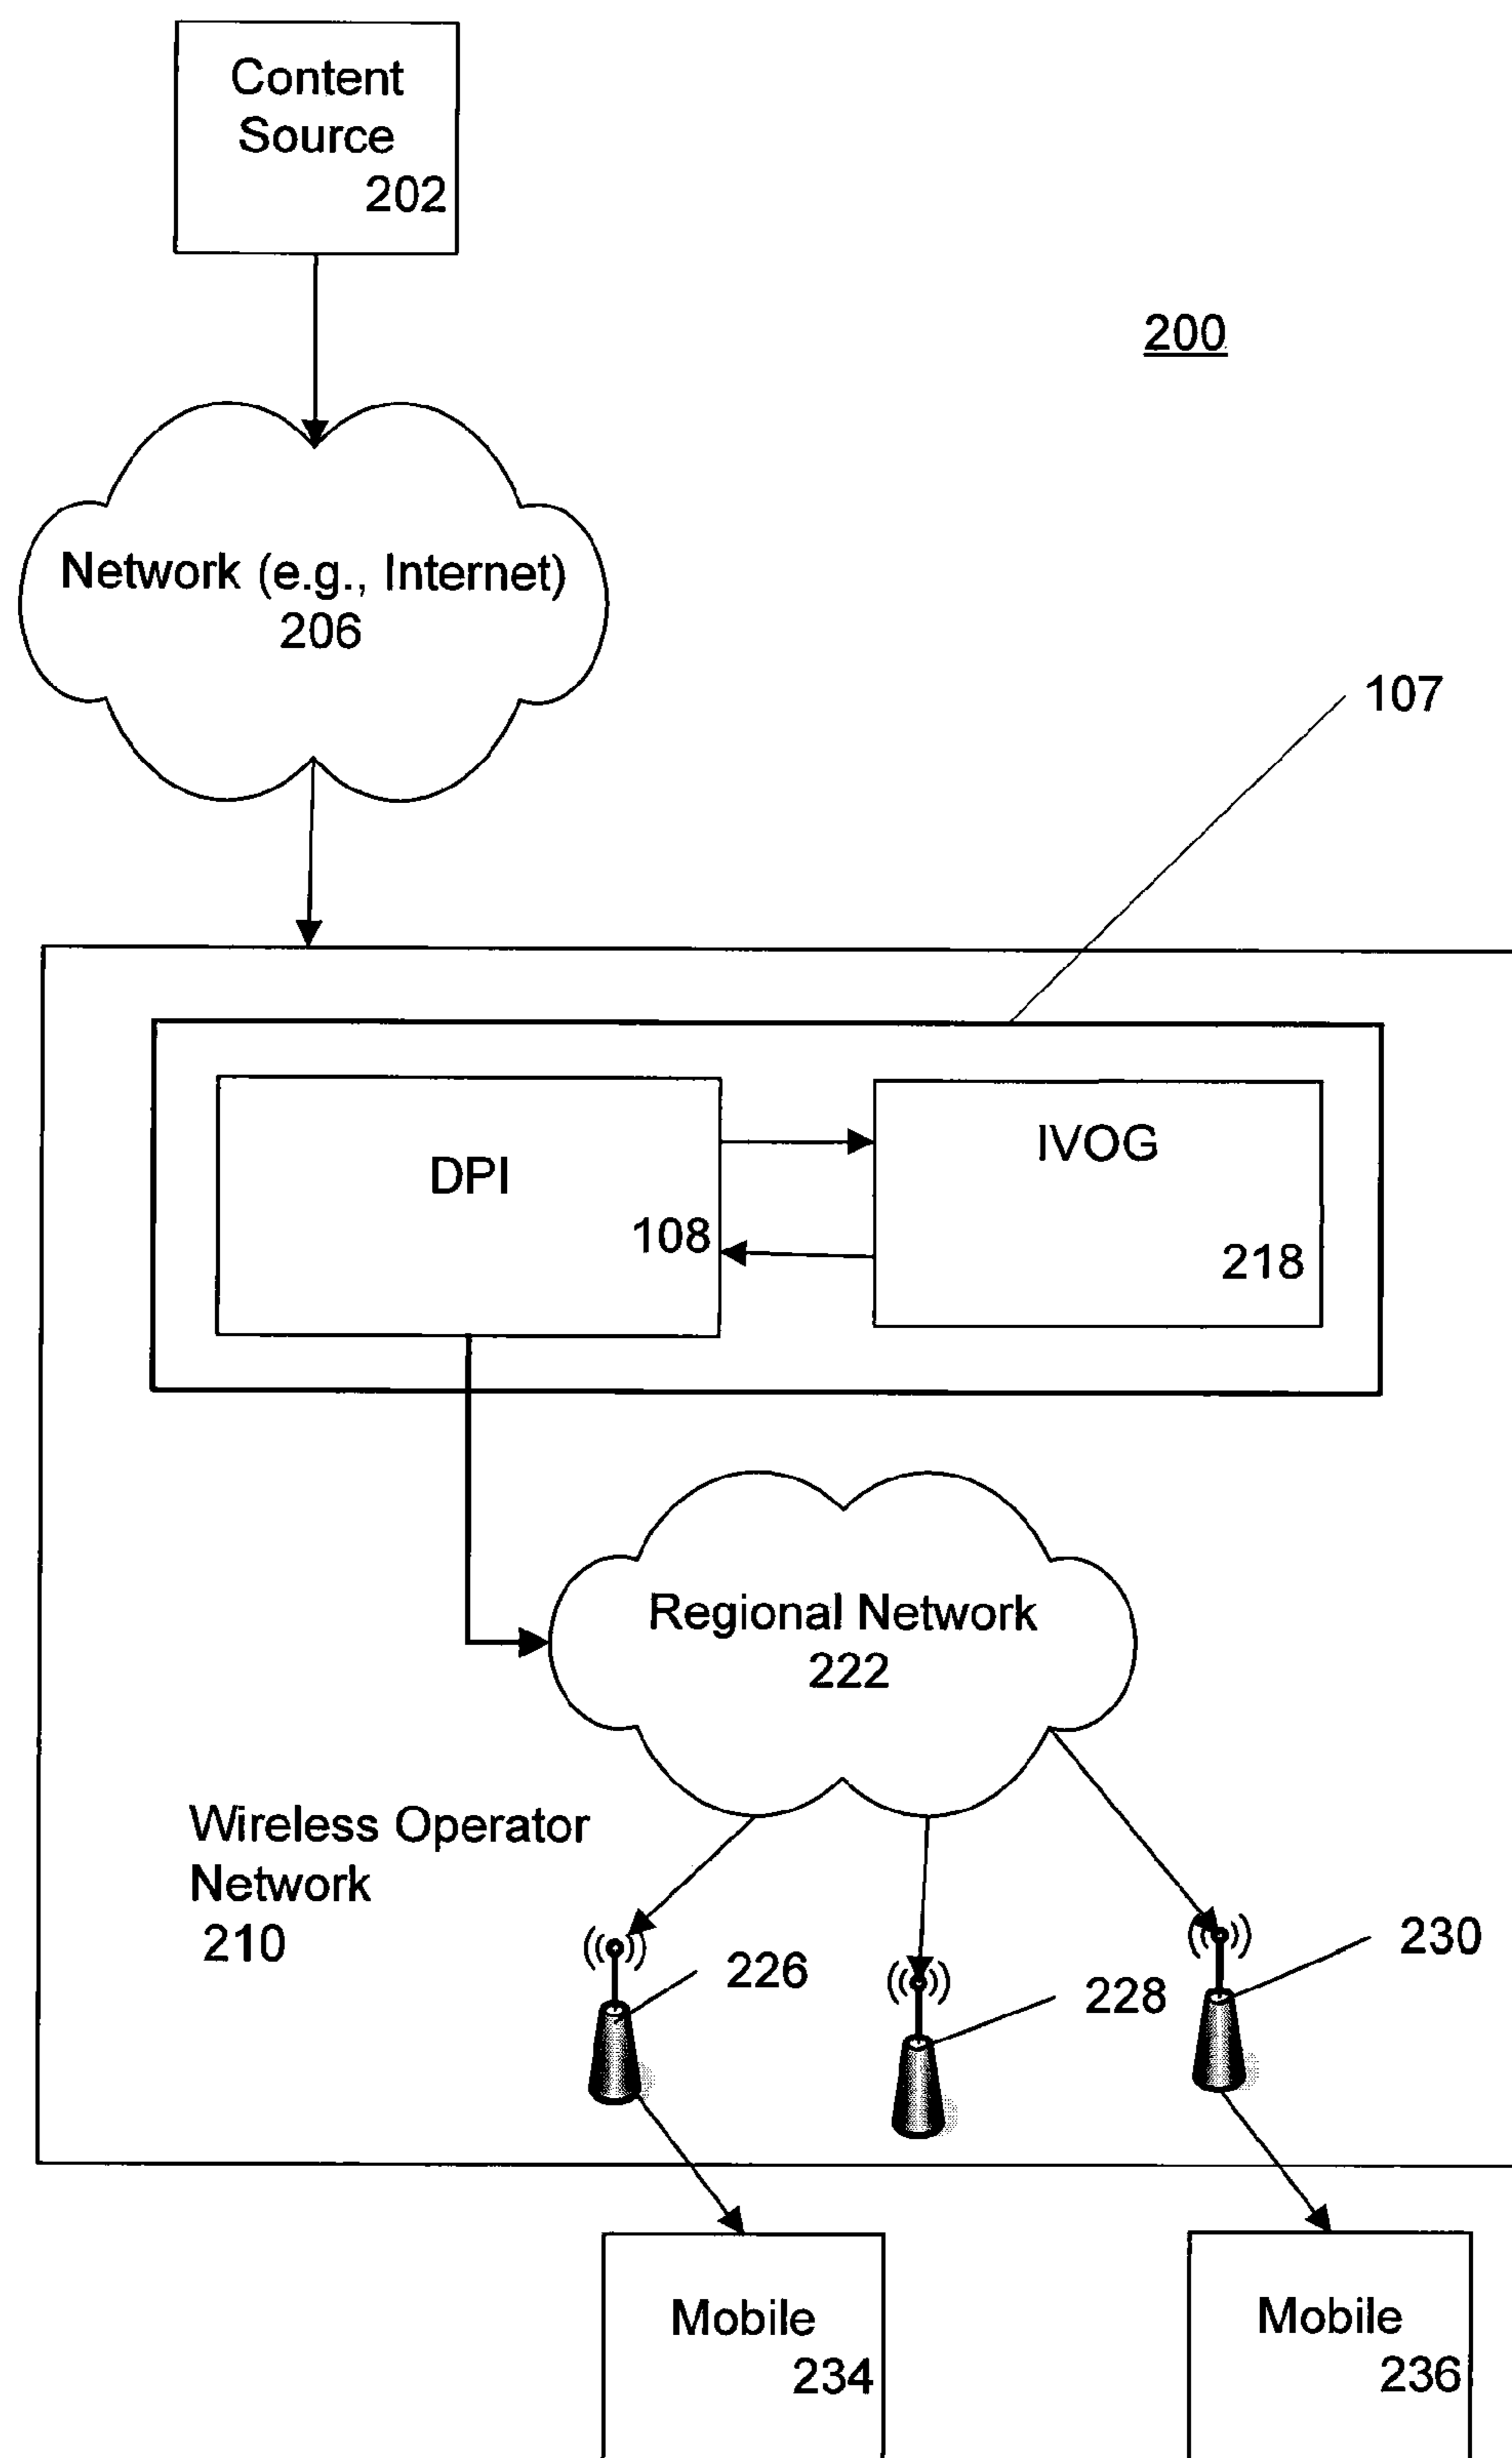 Content
Source
202
200
Network (e.g., Internet)
206
107
DPI
108
IVOG
218
Regional Network
222
Wireless Operator
Network
210
226
228
230
Mobile
234
Mobile
236